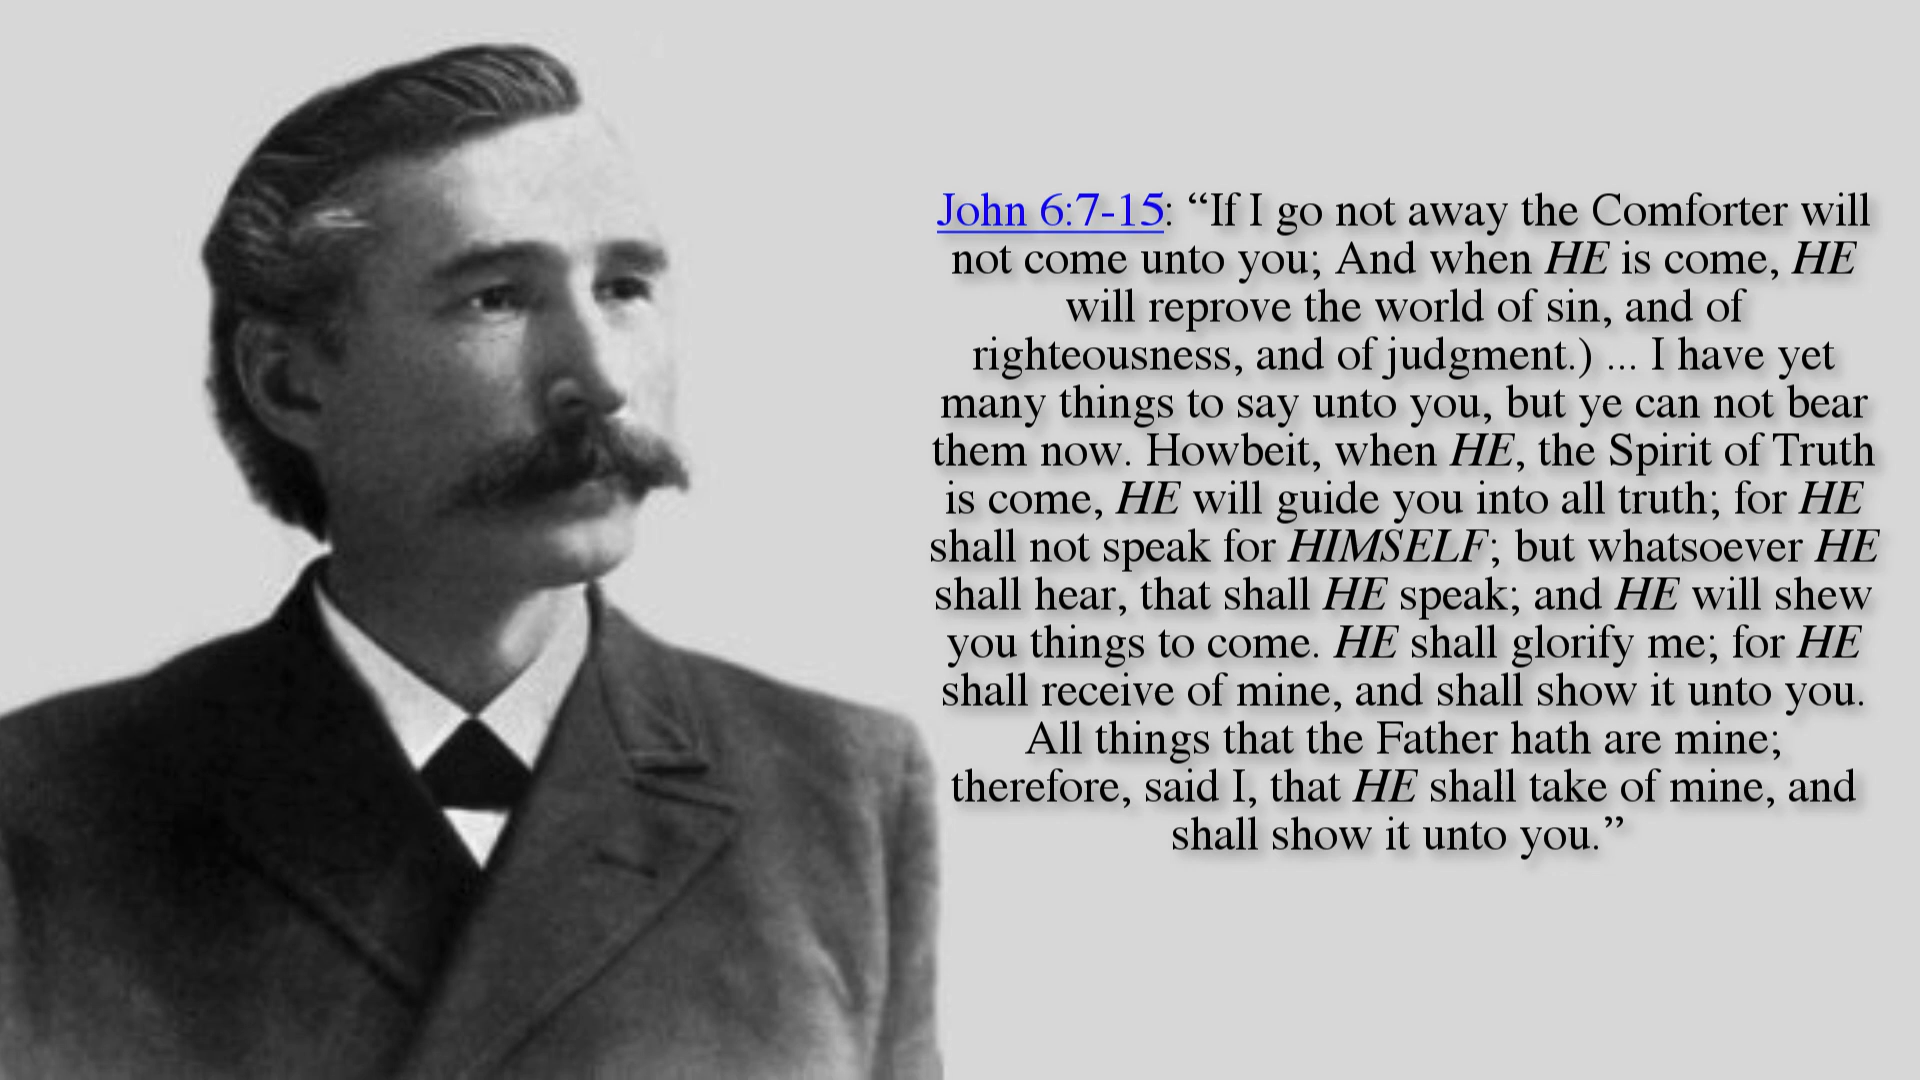 John 6:7-15: “If I go not away the Comforter will
not come unto you; And when HE is come, HE
will reprove the world of sin, and of
righteousness, and of judgment.) ... I have yet
many things to say unto you, but ye can not bear
them now. Howbeit, when HE, the Spirit of Truth
is come, HE will guide you into all truth; for HE
shall not speak for HIMSELF; but whatsoever HE
shall hear, that shall HE speak; and HE will shew
you things to come. HE shall glorify me; for HE
shall receive of mine, and shall show it unto you.
All things that the Father hath are mine;
therefore, said I, that HE shall take of mine, and
shall show it unto you.”